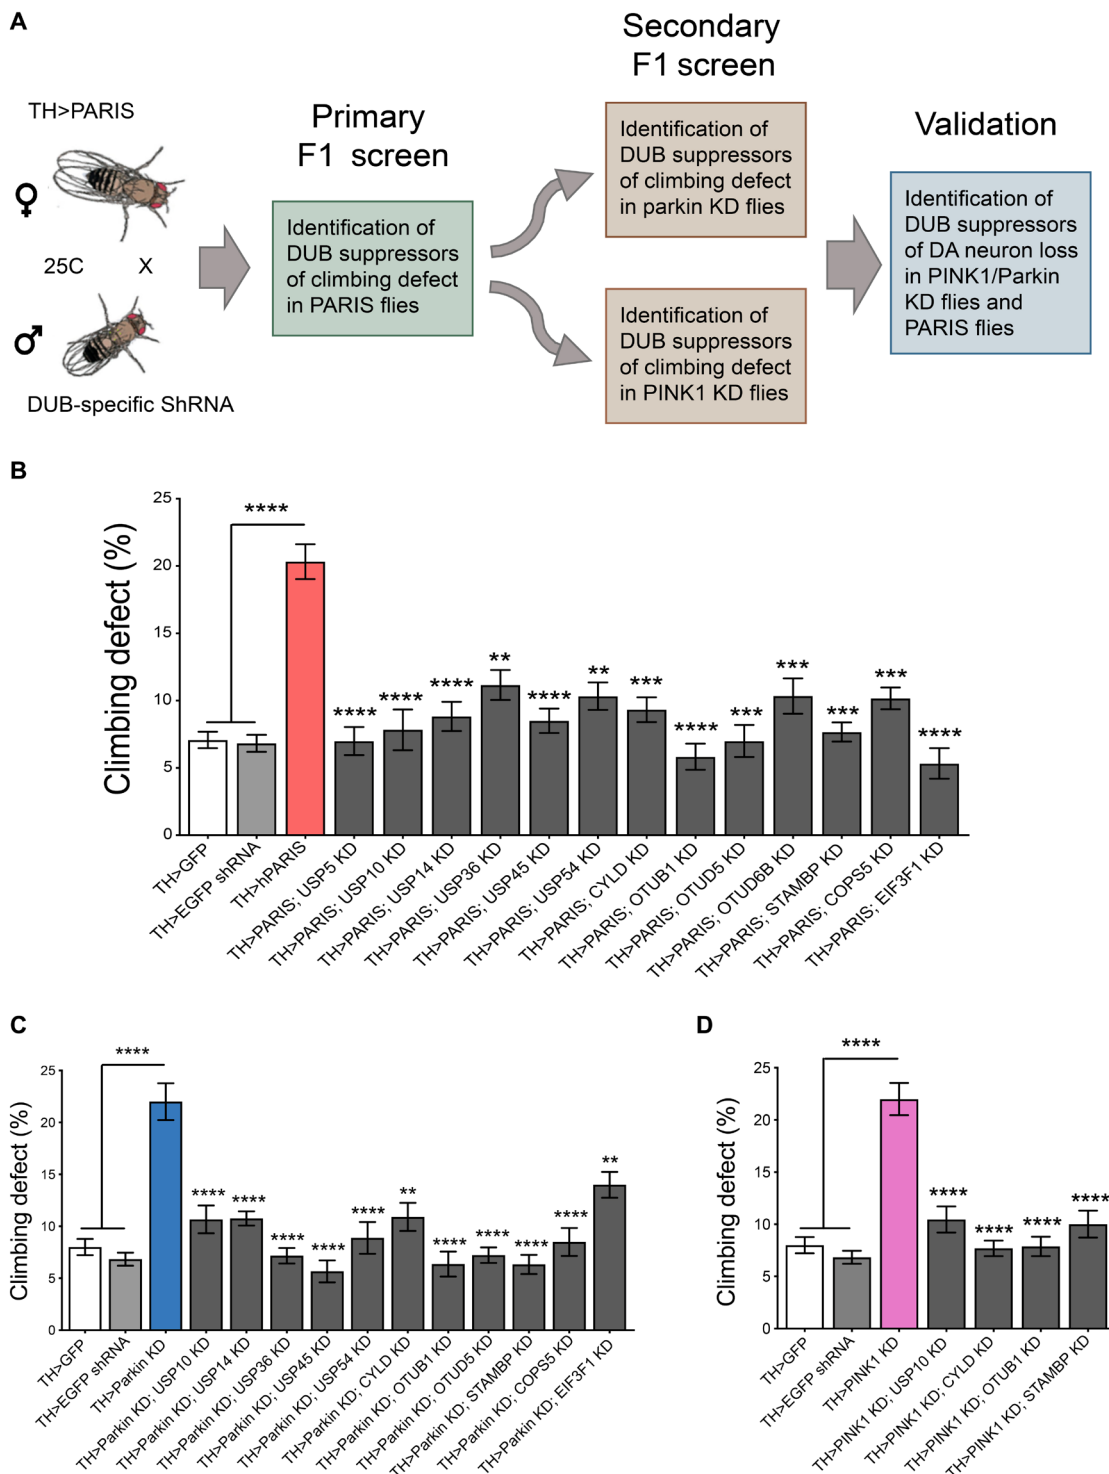 A
TH>PARIS
♀
25C X
♂
DUB-specific ShRNA
Primary
F1 screen
Identification of
DUB suppressors
of climbing defect
in PARIS flies
Secondary
F1 screen
Identification of
DUB suppressors
of climbing defect
in parkin KD flies
Identification of
DUB suppressors
of climbing defect
in PINK1 KD flies
Validation
Identification of
DUB suppressors
of DA neuron loss
in PINK1/Parkin
KD flies and
PARIS flies
B
Climbing defect (%)
25
20
15
10
5
0
****
**** **** **** ** **** ** *** **** *** *** *** *** ****
TH>GFP
TH>EGFP shRNA
TH>hPARIS
TH>PARIS; USP5 KD
TH>PARIS; USP10 KD
TH>PARIS; USP14 KD
TH>PARIS; USP36 KD
TH>PARIS; USP45 KD
TH>PARIS; USP54 KD
TH>PARIS; CYLD KD
TH>PARIS; OTUB1 KD
TH>PARIS; OTUD5 KD
TH>PARIS; OTUD6B KD
TH>PARIS; STAMBP KD
TH>PARIS; COPS5 KD
TH>PARIS; EIF3F1 KD
C
Climbing defect (%)
25
20
15
10
5
0
****
**** **** **** **** **** ** **** **** **** **** **
TH>GFP
TH>EGFP shRNA
TH>Parkin KD
TH>Parkin KD; USP10 KD
TH>Parkin KD; USP14 KD
TH>Parkin KD; USP36 KD
TH>Parkin KD; USP45 KD
TH>Parkin KD; USP54 KD
TH>Parkin KD; CYLD KD
TH>Parkin KD; OTUB1 KD
TH>Parkin KD; OTUD5 KD
TH>Parkin KD; STAMBP KD
TH>Parkin KD; COPS5 KD
TH>Parkin KD; EIF3F1 KD
D
Climbing defect (%)
25
20
15
10
5
0
****
**** **** **** ****
TH>GFP
TH>EGFP shRNA
TH>PINK1 KD
TH>PINK1 KD; USP10 KD
TH>PINK1 KD; CYLD KD
TH>PINK1 KD; OTUB1 KD
TH>PINK1 KD; STAMBP KD